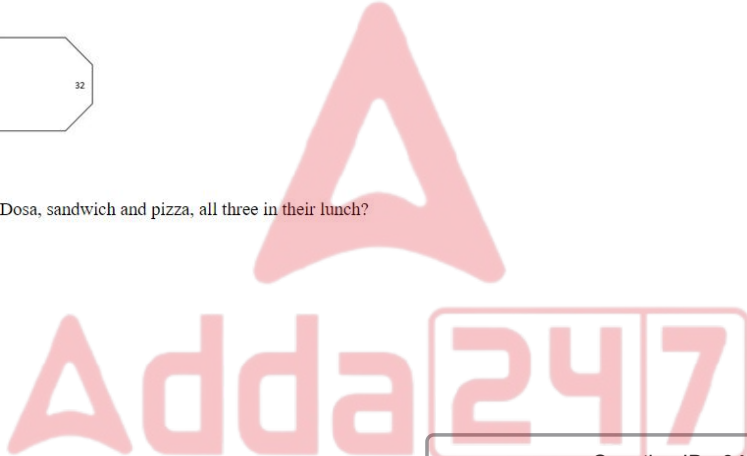 32
Dosa, sandwich and pizza, all three in their lunch?
Adda247